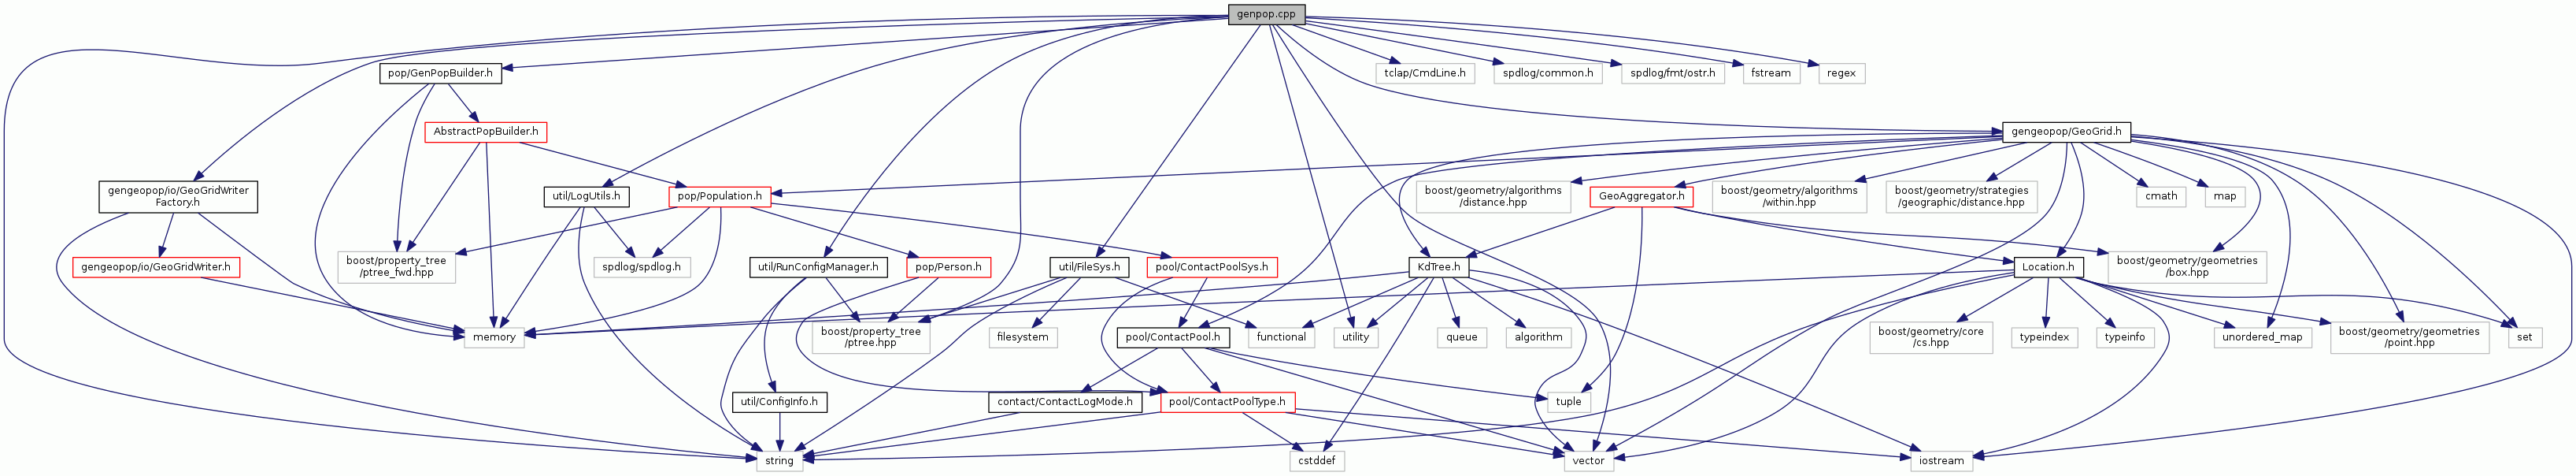 genpop.cpp
pop/GenPopBuilder.h
tclap/CmdLine.h
spdlog/common.h
spdlog/fmt/ostr.h
fstream
regex
AbstractPopBuilder.h
gengeopop/GeoGrid.h
gengeopop/io/GeoGridWriter
Factory.h
util/LogUtils.h
pop/Population.h
boost/geometry/algorithms
/distance.hpp
GeoAggregator.h
boost/geometry/algorithms
/within.hpp
boost/geometry/strategies
/geographic/distance.hpp
cmath
map
gengeopop/io/GeoGridWriter.h
boost/property_tree
/ptree_fwd.hpp
spdlog/spdlog.h
util/RunConfigManager.h
pop/Person.h
util/FileSys.h
pool/ContactPoolSys.h
KdTree.h
Location.h
boost/geometry/geometries
/box.hpp
memory
boost/property_tree
/ptree.hpp
filesystem
pool/ContactPool.h
functional
utility
queue
algorithm
boost/geometry/core
/cs.hpp
typeindex
typeinfo
unordered_map
boost/geometry/geometries
/point.hpp
set
util/ConfigInfo.h
contact/ContactLogMode.h
pool/ContactPoolType.h
tuple
string
cstddef
vector
iostream